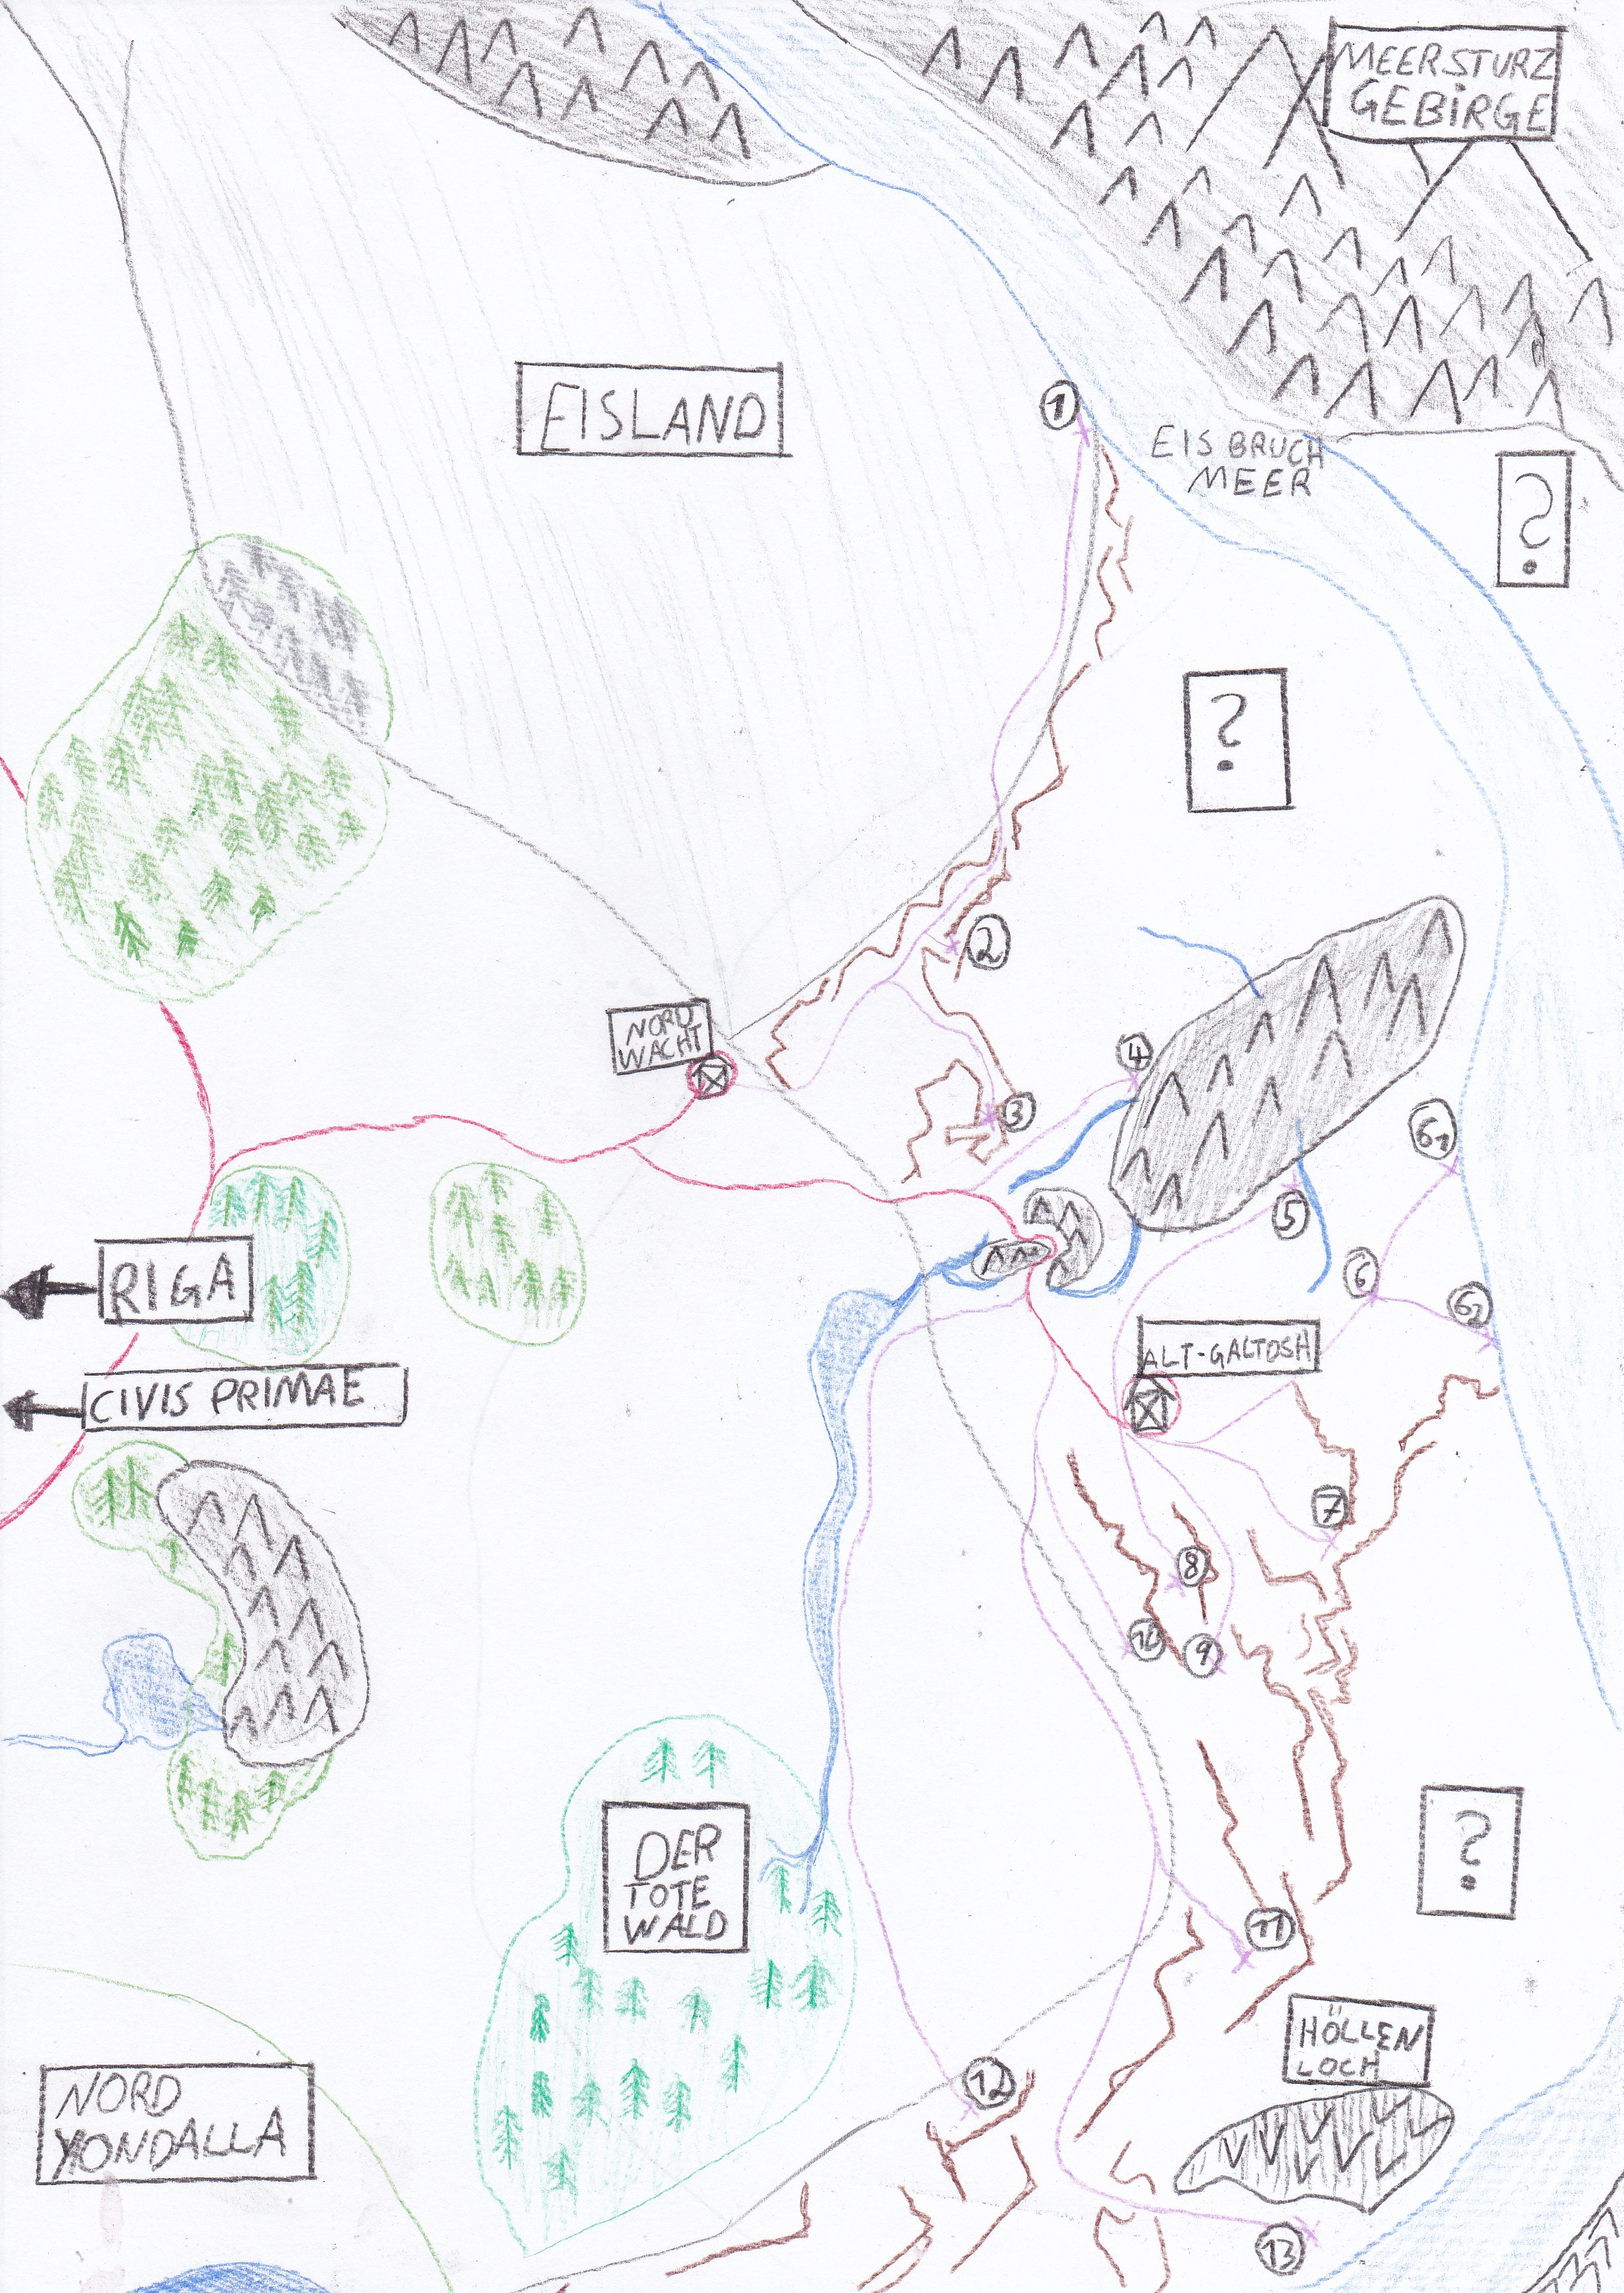 MEERSTURZ
GEBIRGE
EISLAND
1
EIS BRUCH
MEER
?
?
2
NORD
WACHT
4
3
6₁
5
RIGA
6
6₂
ALT-GALTOSH
CIVIS PRIMAE
7
8
10
9
DER
TOTE
WALD
?
11
HÖLLEN
LOCH
12
NORD
YONDALLA
13